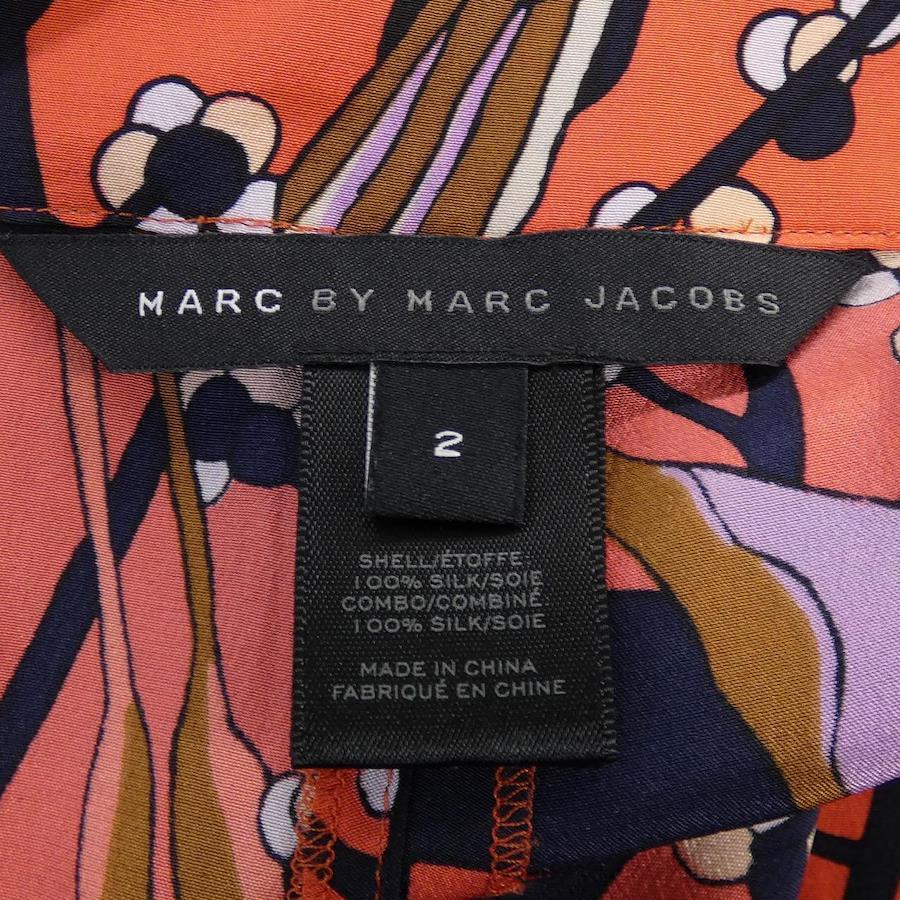 MARC BY MARC JACOBS
2
SHELL/ÉTOFFE
100% SILK/SOIE
COMBO/COMBINÉ
100% SILK/SOIE
MADE IN CHINA
FABRIQUÉ EN CHINE